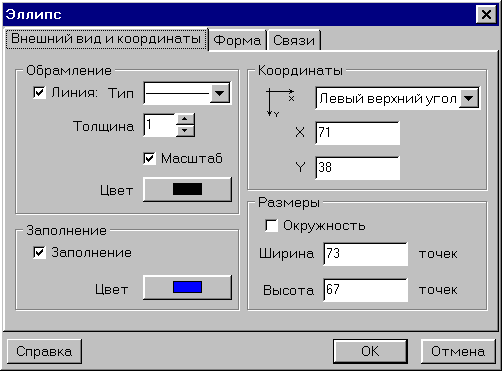 Эллипс
Внешний вид и координаты Форма Связи
Обрамление
Линия: Тип
Толщина 1
Масштаб
Цвет
Заполнение
Заполнение
Цвет
Координаты
X Y Левый верхний угол
X 71
Y 38
Размеры
Окружность
Ширина 73 точек
Высота 67 точек
Справка OK Отмена